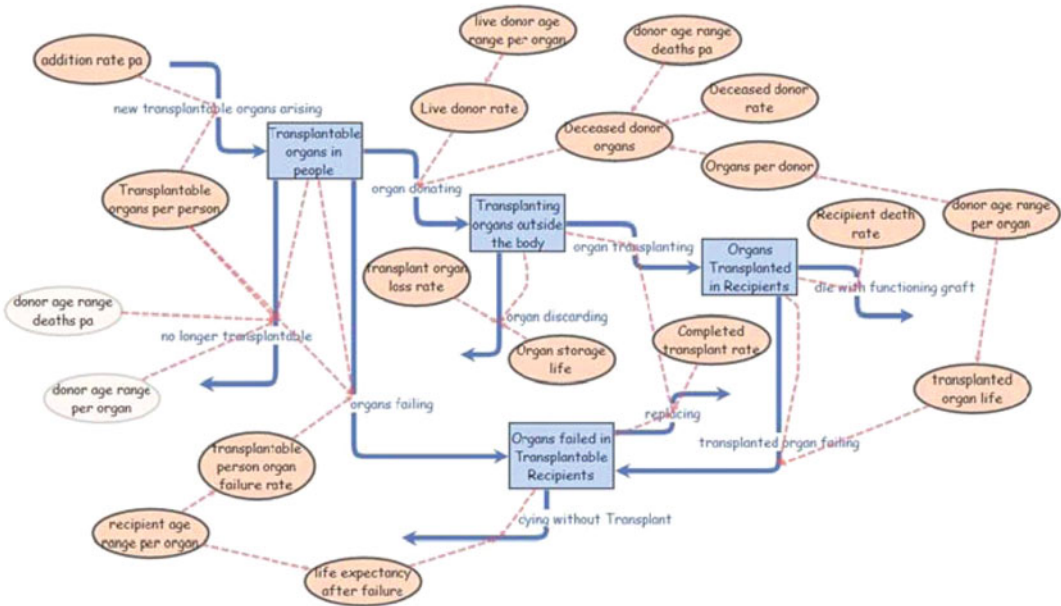 live donor age
range per organ
donor age range
deaths pa
addition rate pa
Deceased donor
rate
new transplantable organs arising
Live donor rate
Deceased donor
organs
Transplantable
organs in
people
Organs per donor
Transplantable
organs per person
organ donating
Transplanting
organs outside
the body
Recipient death
rate
donor age range
per organ
organ transplanting
Organs
Transplanted
in Recipients
transplant organ
loss rate
die with functioning graft
donor age range
deaths pa
organ discarding
no longer transplantable
Completed
transplant rate
Organ storage
life
donor age range
per organ
transplanted
organ life
organs failing
replacing
transplanted organ failing
Organs failed in
Transplantable
Recipients
transplantable
person organ
failure rate
recipient age
range per organ
cying without Transplant
life expectancy
after failure